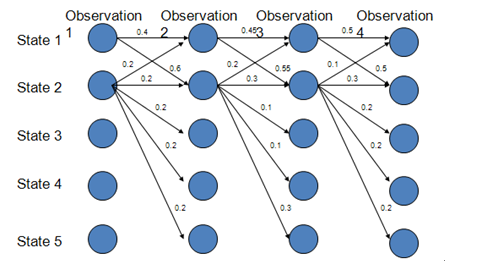 Observation 1
Observation 2
Observation 3
Observation 4
State 1
0.4
0.45
0.5
0.2
0.6
0.2
0.55
0.1
0.5
State 2
0.2
0.3
0.3
0.2
0.1
0.2
State 3
0.2
0.1
0.2
State 4
0.2
0.3
0.2
State 5